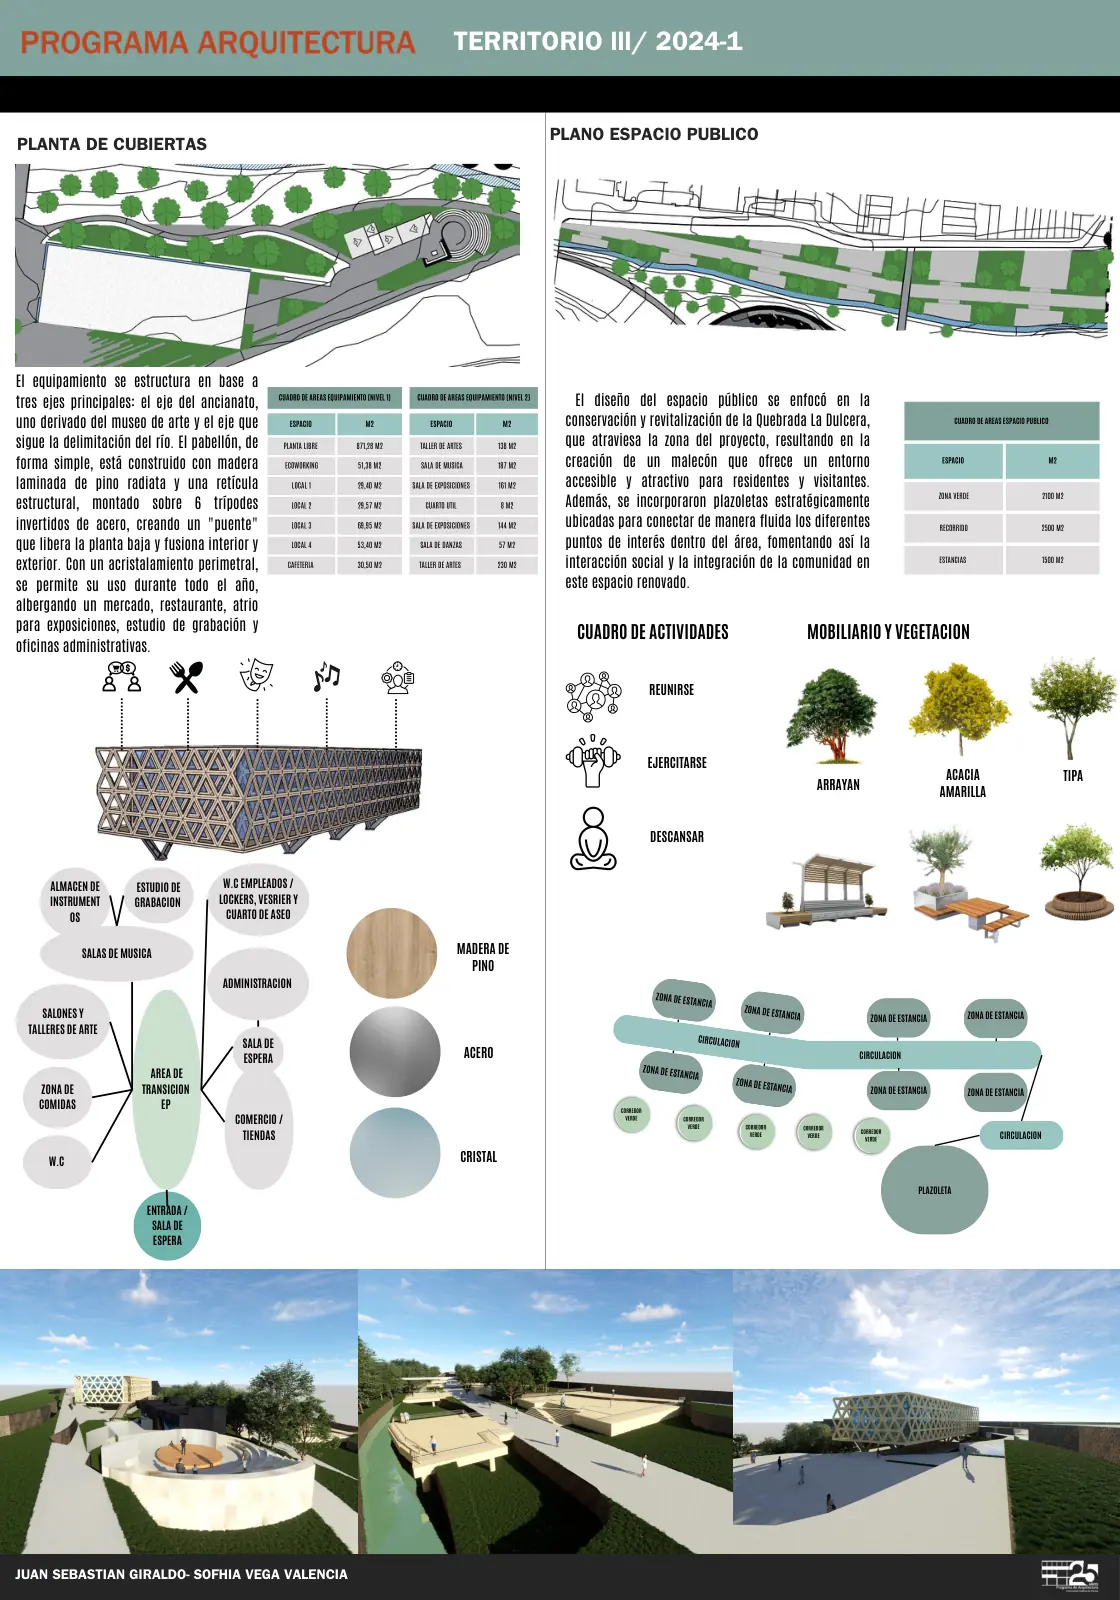 PROGRAMA ARQUITECTURA
TERRITORIO III/ 2024-1
PLANTA DE CUBIERTAS
El equipamiento se estructura en base a
tres ejes principales: el eje del ancianato,
uno derivado del museo de arte y el eje que
sigue la delimitación del río. El pabellón, de
forma simple, está construido con madera
laminada de pino radiata y una retícula
estructural, montado sobre 6 trípodes
invertidos de acero, creando un "puente"
que libera la planta baja y fusiona interior y
exterior. Con un acristalamiento perimetral,
se permite su uso durante todo el año,
albergando un mercado, restaurante, atrio
para exposiciones, estudio de grabación y
oficinas administrativas.
CUADRO DE AREAS EQUIPAMIENTO (NIVEL 1)
ESPACIO M2
PLANTA LIBRE 871,28 M2
ECOWORKING 51,38 M2
LOCAL 1 29,40 M2
LOCAL 2 29,57 M2
LOCAL 3 69,95 M2
LOCAL 4 53,40 M2
CAFETERIA 30,50 M2
CUADRO DE AREAS EQUIPAMIENTO (NIVEL 2)
ESPACIO M2
TALLER DE ARTES 138 M2
SALA DE MUSICA 187 M2
SALA DE EXPOSICIONES 161 M2
CUARTO UTIL 8 M2
SALA DE EXPOSICIONES 144 M2
SALA DE DANZAS 57 M2
TALLER DE ARTES 230 M2
ALMACEN DE
INSTRUMENT
OS
ESTUDIO DE
GRABACION
W.C EMPLEADOS /
LOCKERS, VESRIER Y
CUARTO DE ASEO
SALAS DE MUSICA
ADMINISTRACION
SALONES Y
TALLERES DE ARTE
SALA DE
ESPERA
AREA DE
TRANSICION
EP
ZONA DE
COMIDAS
COMERCIO /
TIENDAS
W.C
ENTRADA /
SALA DE
ESPERA
MADERA DE
PINO
ACERO
CRISTAL
PLANO ESPACIO PUBLICO
El diseño del espacio público se enfocó en la
conservación y revitalización de la Quebrada La Dulcera,
que atraviesa la zona del proyecto, resultando en la
creación de un malecón que ofrece un entorno
accesible y atractivo para residentes y visitantes.
Además, se incorporaron plazoletas estratégicamente
ubicadas para conectar de manera fluida los diferentes
puntos de interés dentro del área, fomentando así la
interacción social y la integración de la comunidad en
este espacio renovado.
CUADRO DE AREAS ESPACIO PUBLICO
ESPACIO M2
ZONA VERDE 2100 M2
RECORRIDO 2500 M2
ESTANCIAS 1500 M2
CUADRO DE ACTIVIDADES
REUNIRSE
EJERCITARSE
DESCANSAR
MOBILIARIO Y VEGETACION
ARRAYAN
ACACIA
AMARILLA
TIPA
ZONA DE ESTANCIA
ZONA DE ESTANCIA
ZONA DE ESTANCIA
ZONA DE ESTANCIA
CIRCULACION
CIRCULACION
ZONA DE ESTANCIA
ZONA DE ESTANCIA
ZONA DE ESTANCIA
ZONA DE ESTANCIA
CORREDOR
VERDE
CORREDOR
VERDE
CORREDOR
VERDE
CORREDOR
VERDE
CORREDOR
VERDE
CIRCULACION
PLAZOLETA
JUAN SEBASTIAN GIRALDO- SOFHIA VEGA VALENCIA
25
Programa de Arquitectura